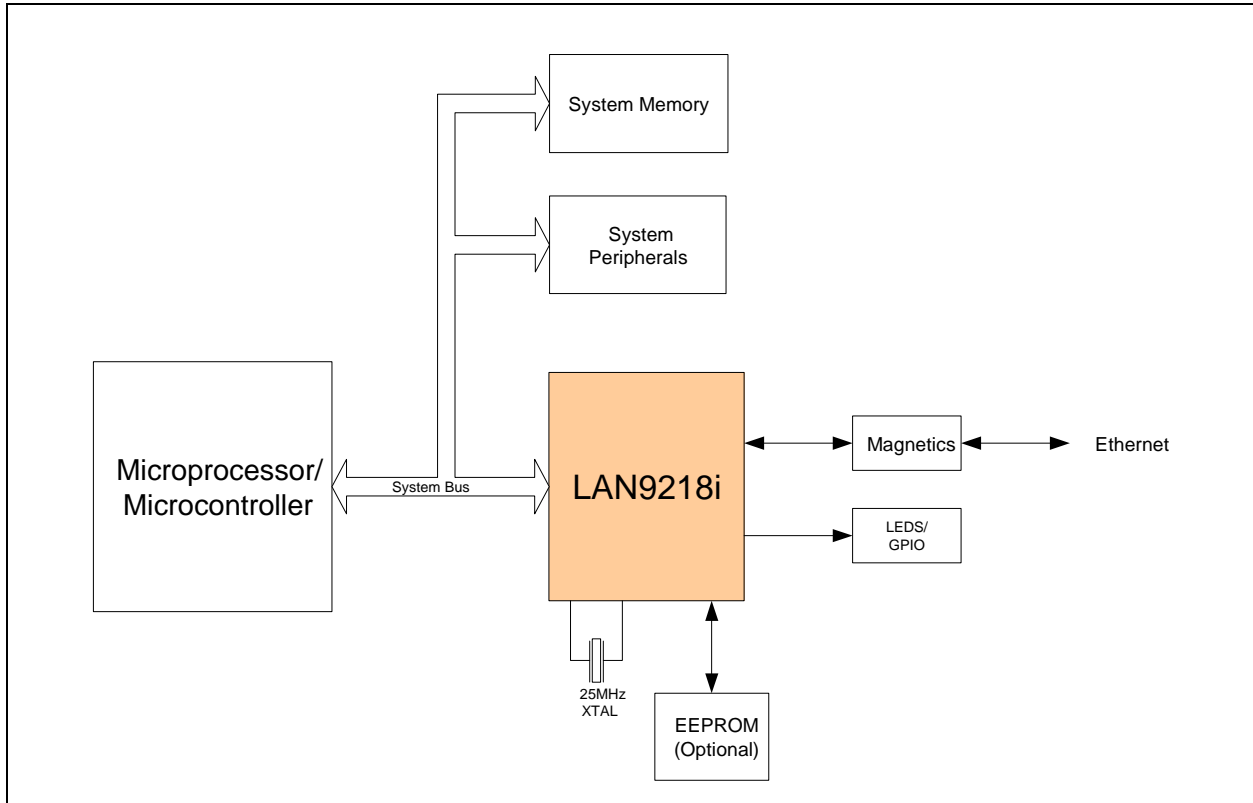 System Memory
System
Peripherals
Microprocessor/
Microcontroller
System Bus
LAN9218i
Magnetics
Ethernet
LEDS/
GPIO
25MHz
XTAL
EEPROM
(Optional)